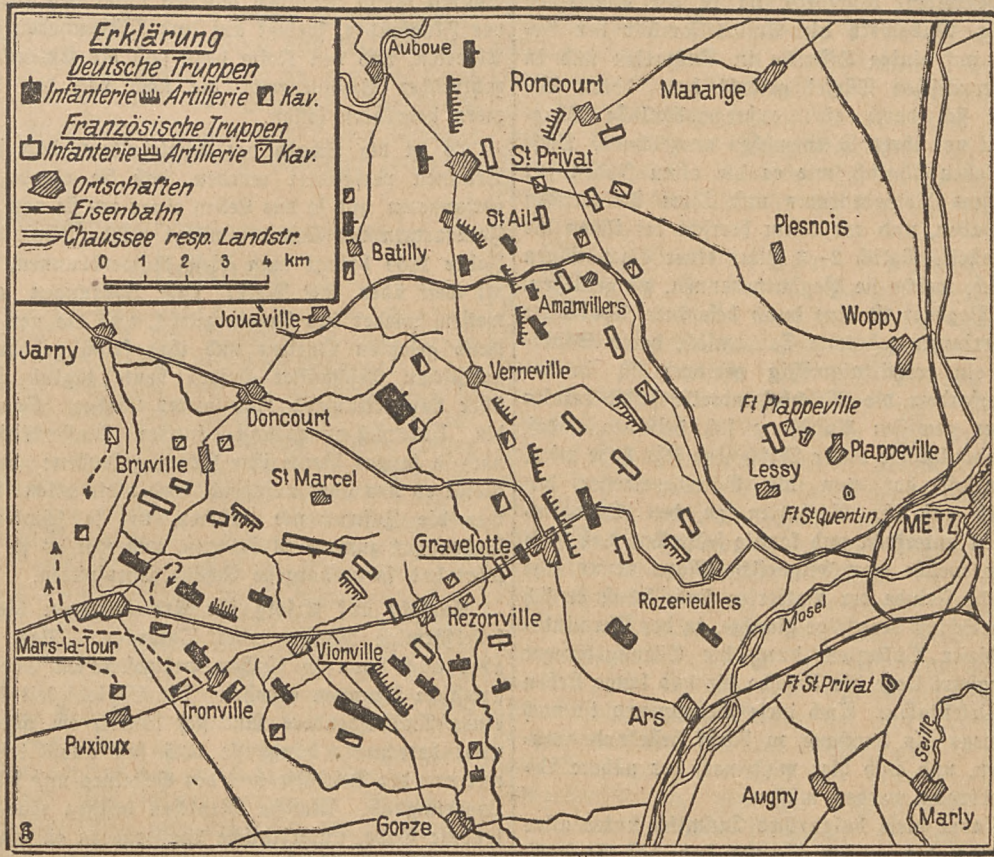 Erklärung
Deutsche Truppen
Infanterie Artillerie Kav.
Französische Truppen
Infanterie Artillerie Kav.
Ortschaften
Eisenbahn
Chaussee resp. Landstr.
0 1 2 3 4 km
Auboue
Roncourt
Marange
St Privat
St Ail
Batilly
Plesnois
Amanvillers
Jouaville
Woppy
Jarny
Verneville
Doncourt
Ft Plappeville
Plappeville
Bruville
St Marcel
Lessy
Ft St Quentin
METZ
Gravelotte
Rozerieulles
Mosel
Rezonville
Mars-la-Tour
Vionville
Ft St Privat
Tronville
Ars
Puxioux
Seille
Augny
Marly
Gorze